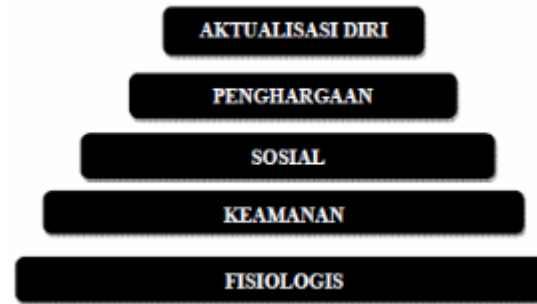 AKTUALISASI DIRI
PENGHARGAAN
SOSIAL
KEAMANAN
FISIOLOGIS